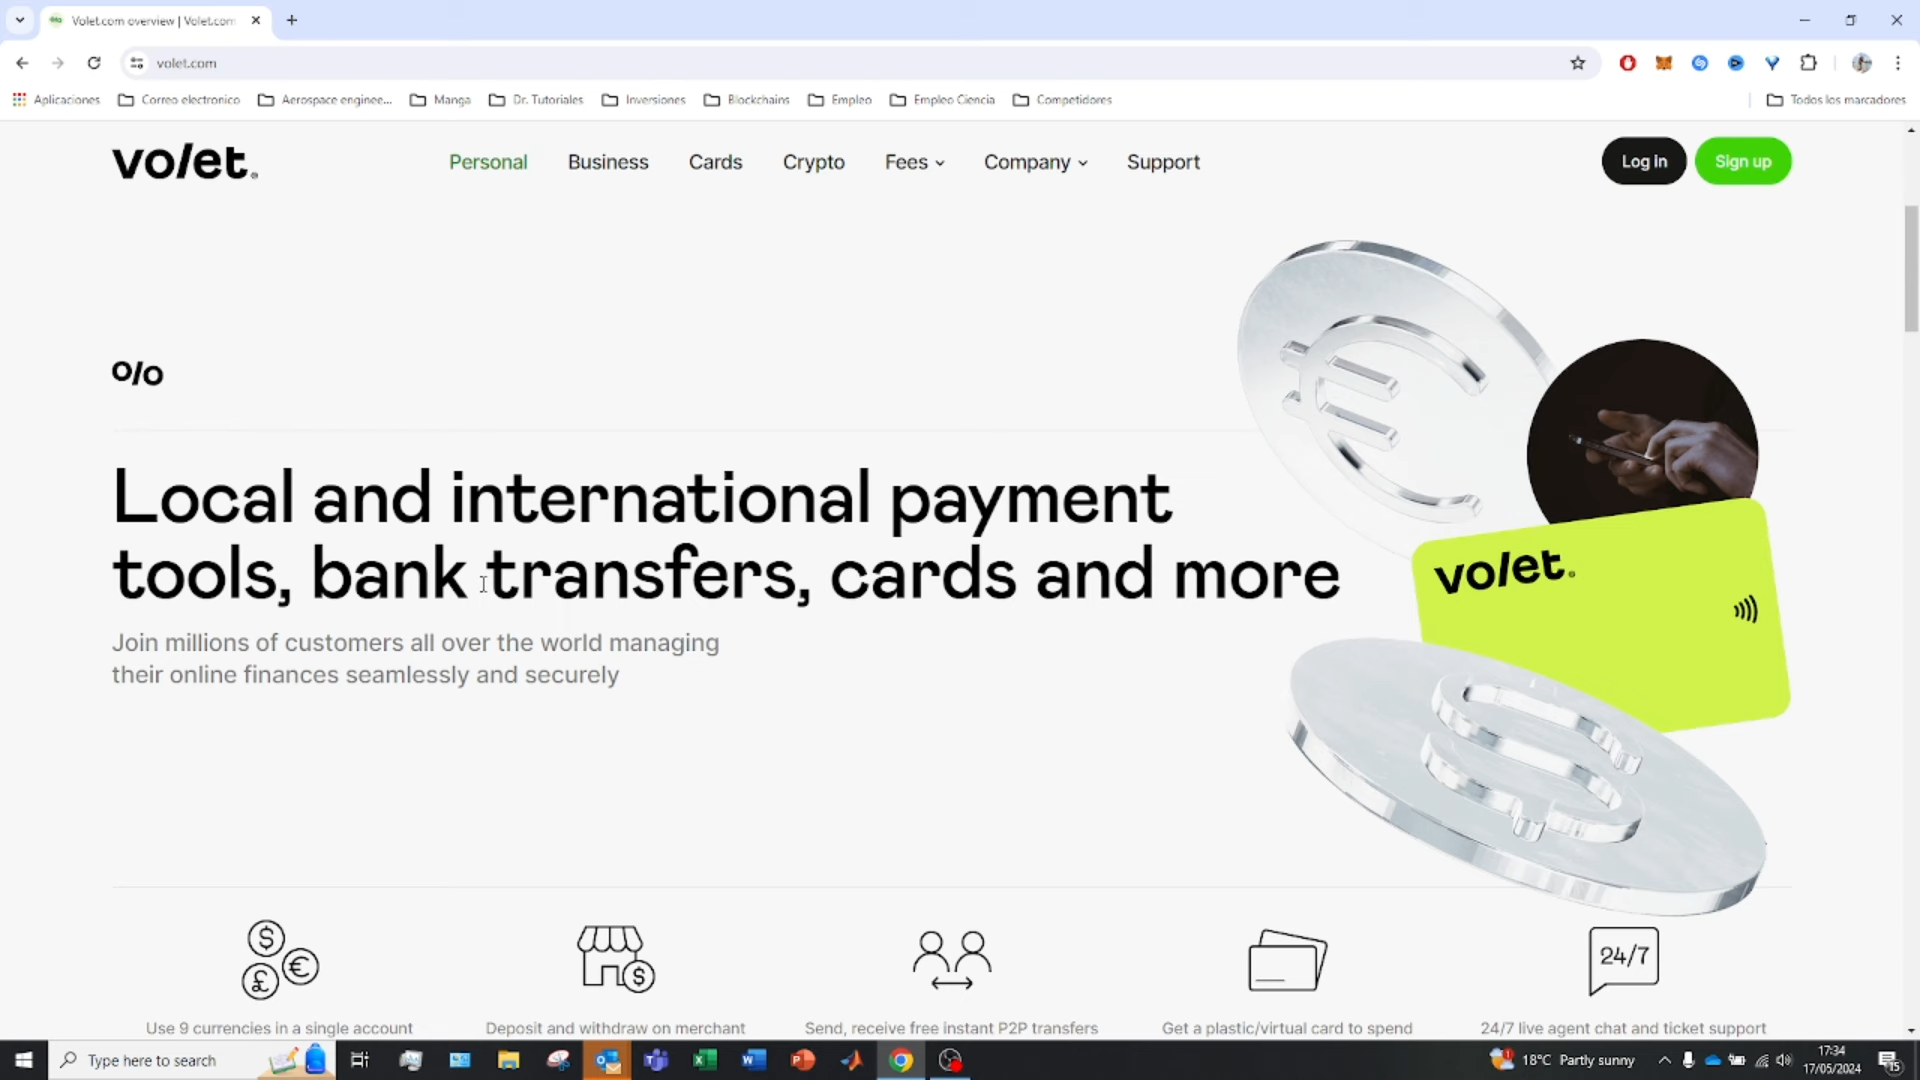 Volet.com overview | Volet.com
volet.com
Aplicaciones
Correo electronico
Aerospace enginee...
Manga
Dr. Tutoriales
Inversiones
Blockchains
Empleo
Empleo Ciencia
Competidores
Todos los marcadores
volet.
Personal
Business
Cards
Crypto
Fees
Company
Support
Log in
Sign up
Local and international payment
tools, bank transfers, cards and more
Join millions of customers all over the world managing
their online finances seamlessly and securely
volet.
24/7
Use 9 currencies in a single account
Deposit and withdraw on merchant
Send, receive free instant P2P transfers
Get a plastic/virtual card to spend
24/7 live agent chat and ticket support
Type here to search
18°C Partly sunny
17:34
17/05/2024
15